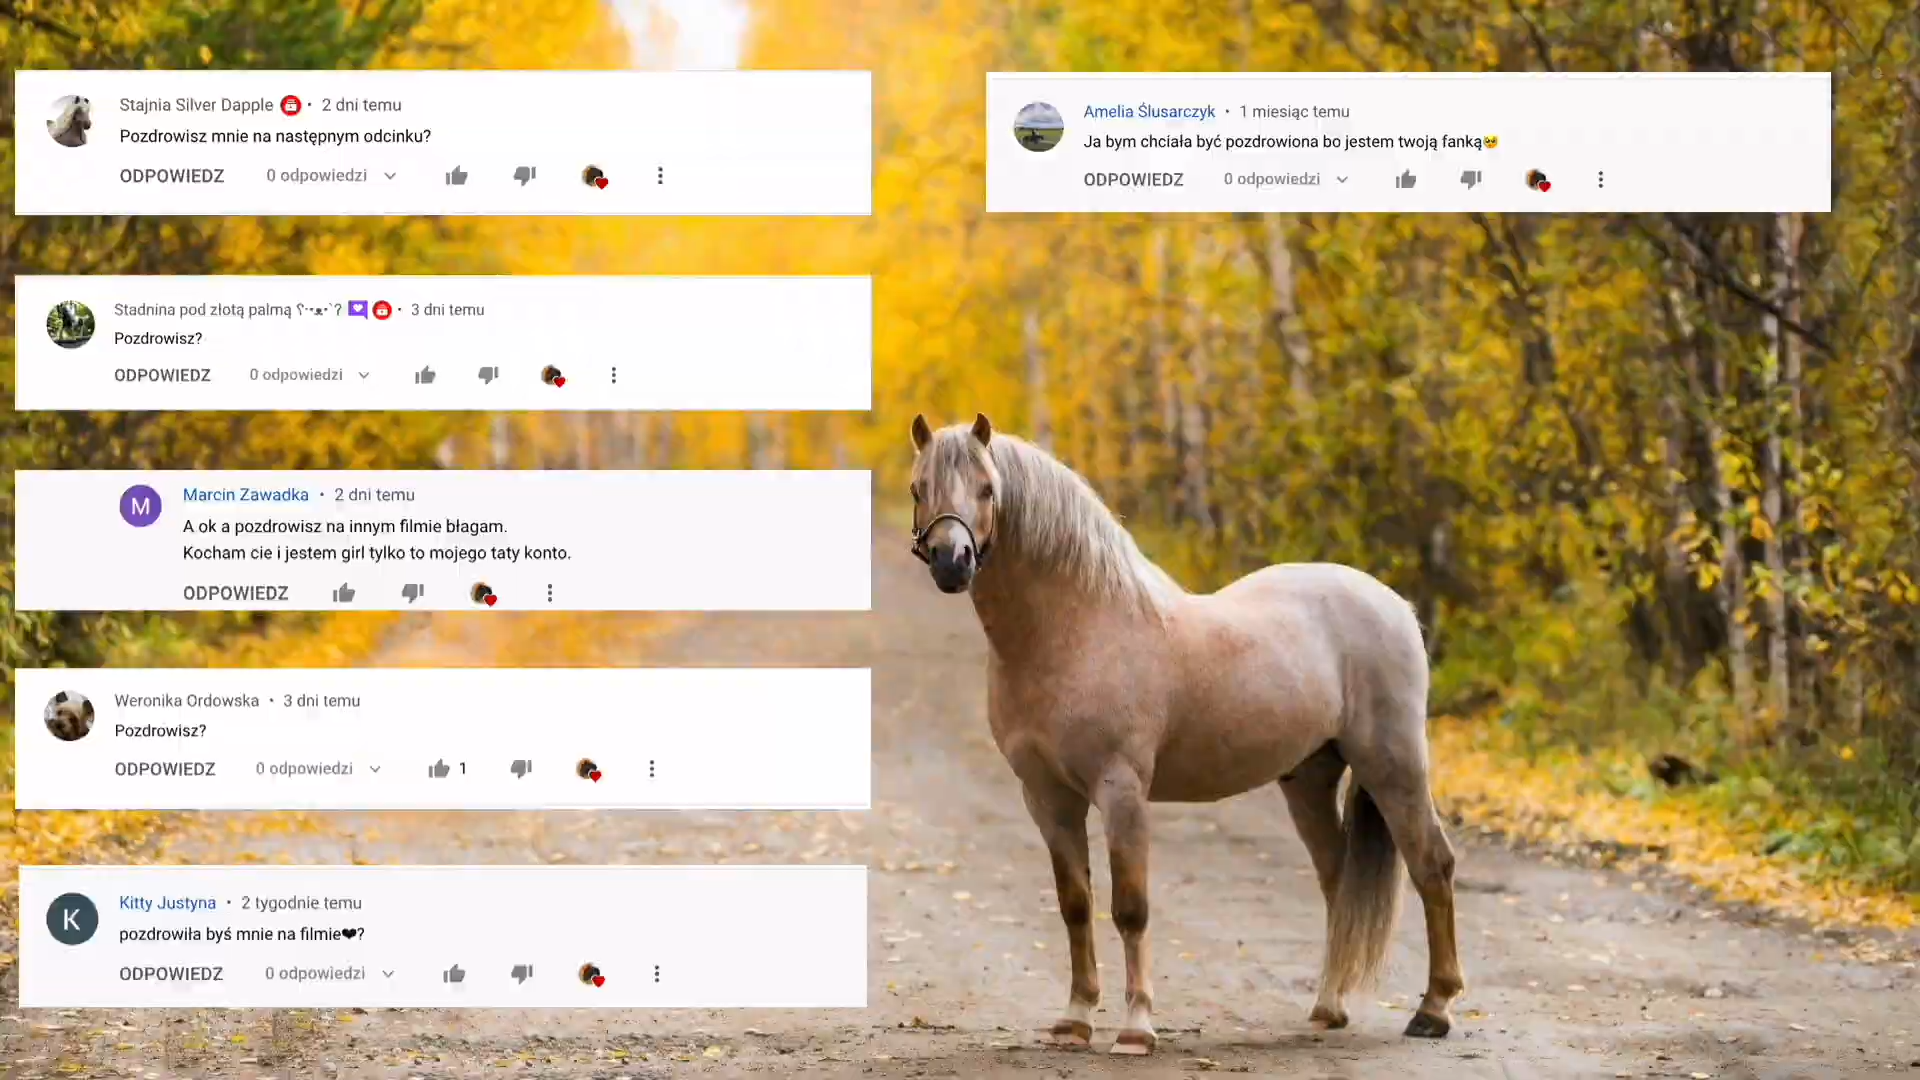 Stajnia Silver Dapple • 2 dni temu
Pozdrowisz mnie na następnym odcinku?
ODPOWIEDZ 0 odpowiedzi
Stadnina pod złotą palmą • 3 dni temu
Pozdrowisz?
ODPOWIEDZ 0 odpowiedzi
M
Marcin Zawadka • 2 dni temu
A ok a pozdrowisz na innym filmie błagam.
Kocham cie i jestem girl tylko to mojego taty konto.
ODPOWIEDZ
Weronika Ordowska • 3 dni temu
Pozdrowisz?
ODPOWIEDZ 0 odpowiedzi 1
K
Kitty Justyna • 2 tygodnie temu
pozdrowiła byś mnie na filmie❤?
ODPOWIEDZ 0 odpowiedzi
Amelia Ślusarczyk • 1 miesiąc temu
Ja bym chciała być pozdrowiona bo jestem twoją fanką🥺
ODPOWIEDZ 0 odpowiedzi